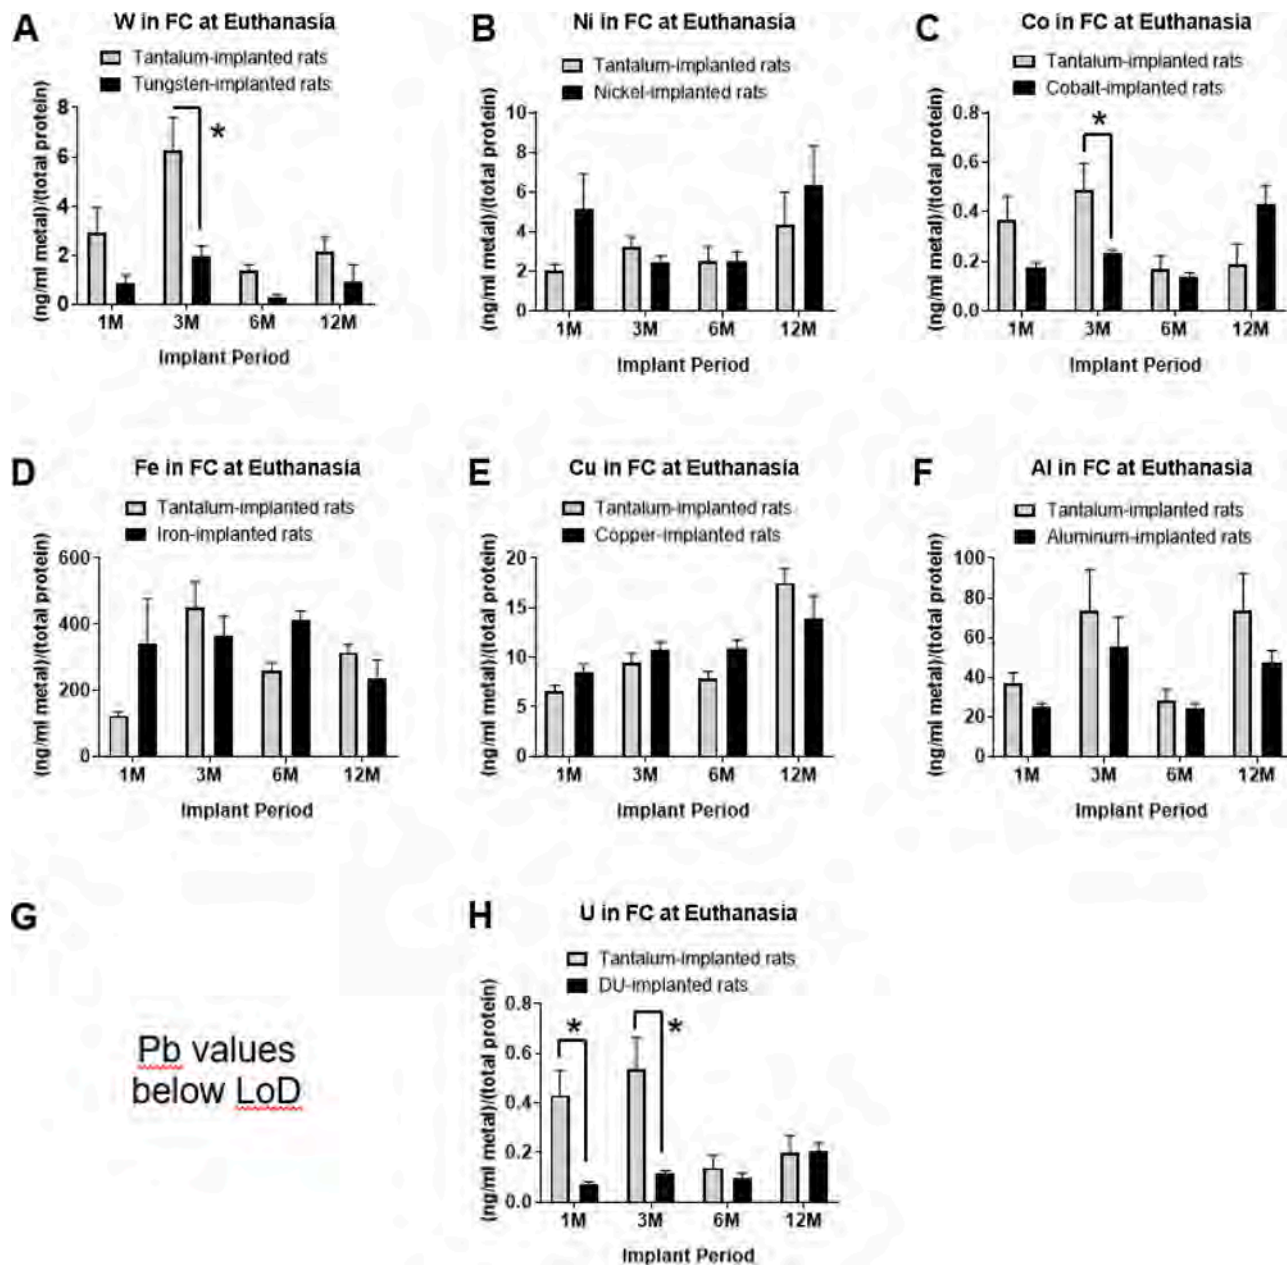 A
W in FC at Euthanasia
Tantalum-implanted rats
Tungsten-implanted rats
(ng/ml metal)/(total protein)
8
6
4
2
0
*
1M 3M 6M 12M
Implant Period
B
Ni in FC at Euthanasia
Tantalum-implanted rats
Nickel-implanted rats
(ng/ml metal)/(total protein)
10
8
6
4
2
0
1M 3M 6M 12M
Implant Period
C
Co in FC at Euthanasia
Tantalum-implanted rats
Cobalt-implanted rats
(ng/ml metal)/(total protein)
0.8
0.6
0.4
0.2
0.0
*
1M 3M 6M 12M
Implant Period
D
Fe in FC at Euthanasia
Tantalum-implanted rats
Iron-implanted rats
(ng/ml metal)/(total protein)
600
400
200
0
1M 3M 6M 12M
Implant Period
E
Cu in FC at Euthanasia
Tantalum-implanted rats
Copper-implanted rats
(ng/ml metal)/(total protein)
20
15
10
5
0
1M 3M 6M 12M
Implant Period
F
Al in FC at Euthanasia
Tantalum-implanted rats
Aluminum-implanted rats
(ng/ml metal)/(total protein)
100
80
60
40
20
0
1M 3M 6M 12M
Implant Period
G
Pb values
below LoD
H
U in FC at Euthanasia
Tantalum-implanted rats
DU-implanted rats
(ng/ml metal)/(total protein)
0.8
0.6
0.4
0.2
0.0
* *
1M 3M 6M 12M
Implant Period